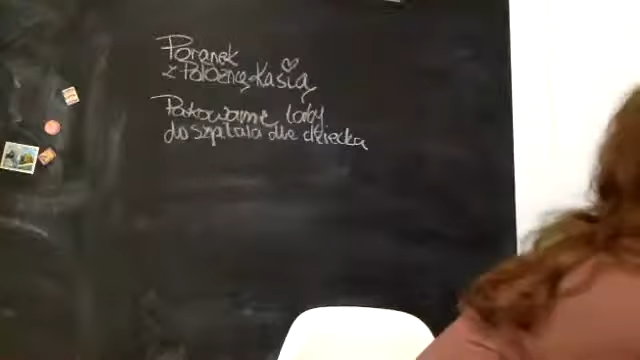 Poranek
z Położną Kasią
Pakowanie torby
do szpitala dla dziecka